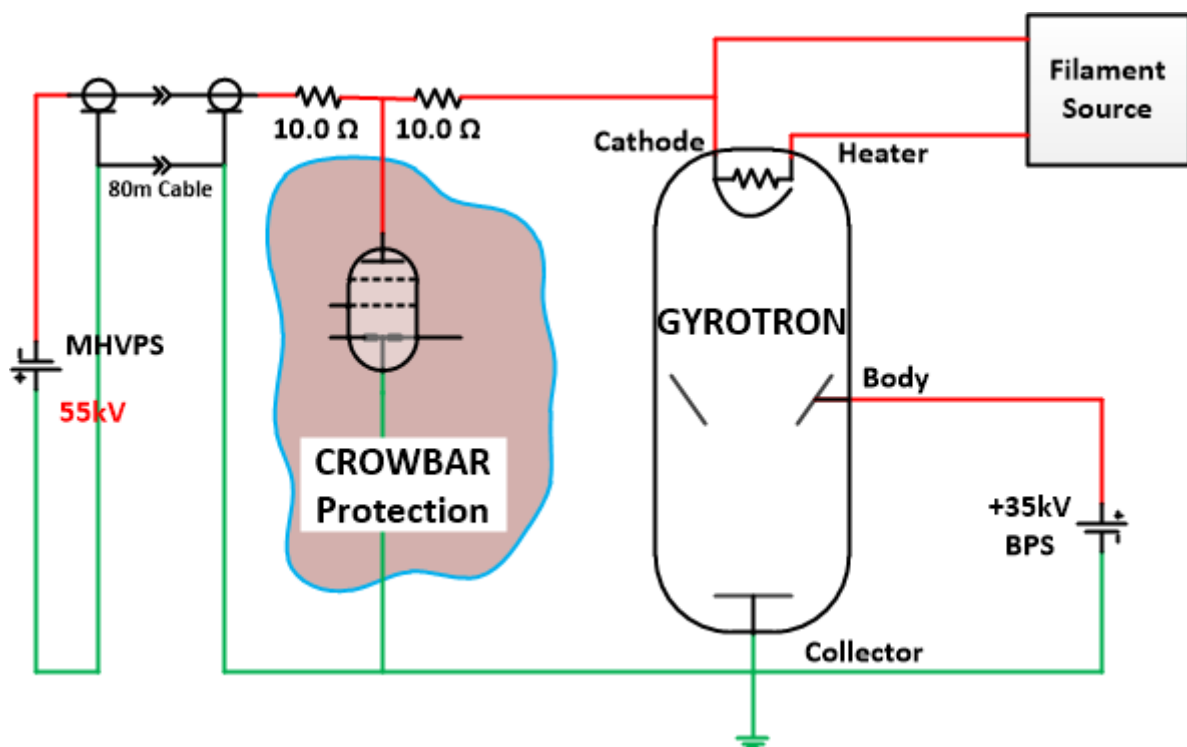 Filament
Source
10.0 Ω
10.0 Ω
80m Cable
Cathode
Heater
MHVPS
55kV
GYROTRON
Body
CROWBAR
Protection
+35kV
BPS
Collector